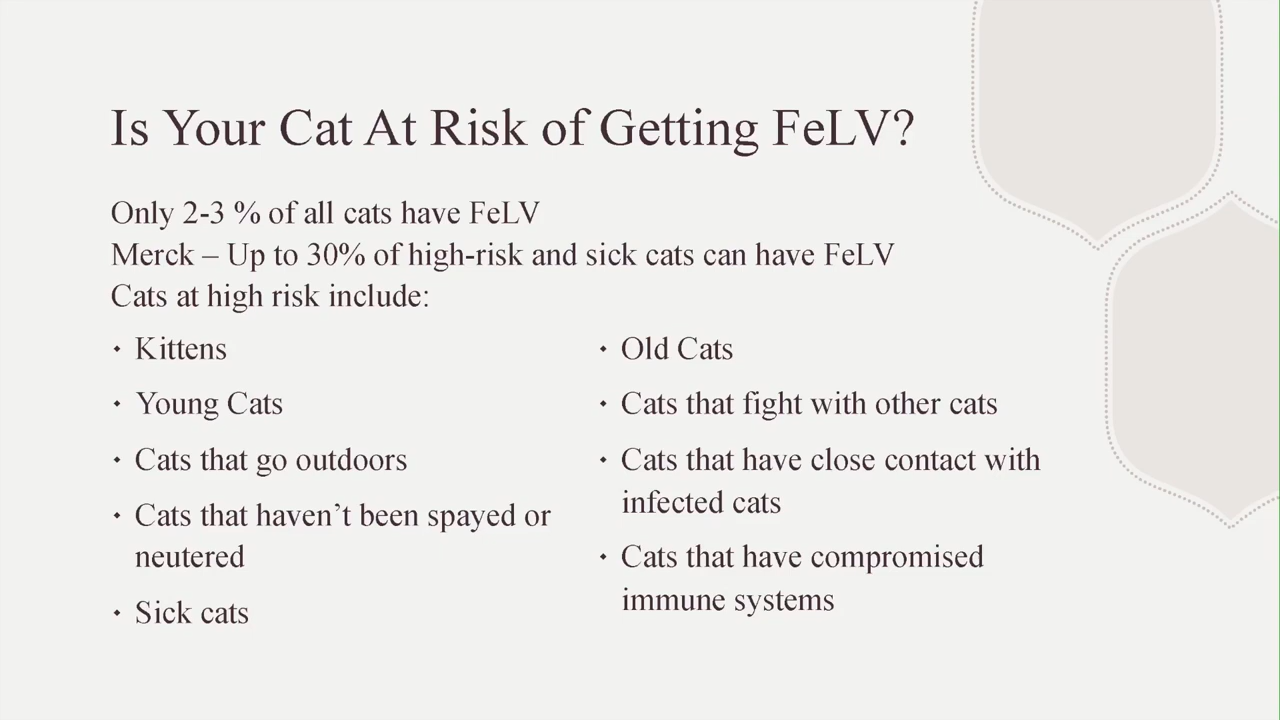 Is Your Cat At Risk of Getting FeLV?
Only 2-3 % of all cats have FeLV
Merck – Up to 30% of high-risk and sick cats can have FeLV
Cats at high risk include:
• Kittens
• Young Cats
• Cats that go outdoors
• Cats that haven’t been spayed or
neutered
• Sick cats
• Old Cats
• Cats that fight with other cats
• Cats that have close contact with
infected cats
• Cats that have compromised
immune systems